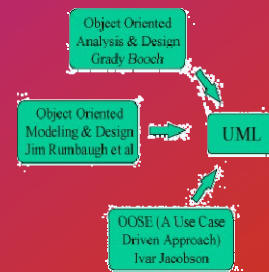 Object Oriented
Analysis & Design
Grady Booch
Object Oriented
Modeling & Design
Jim Rumbaugh et al
UML
OOSE (A Use Case
Driven Approach)
Ivar Jacobson